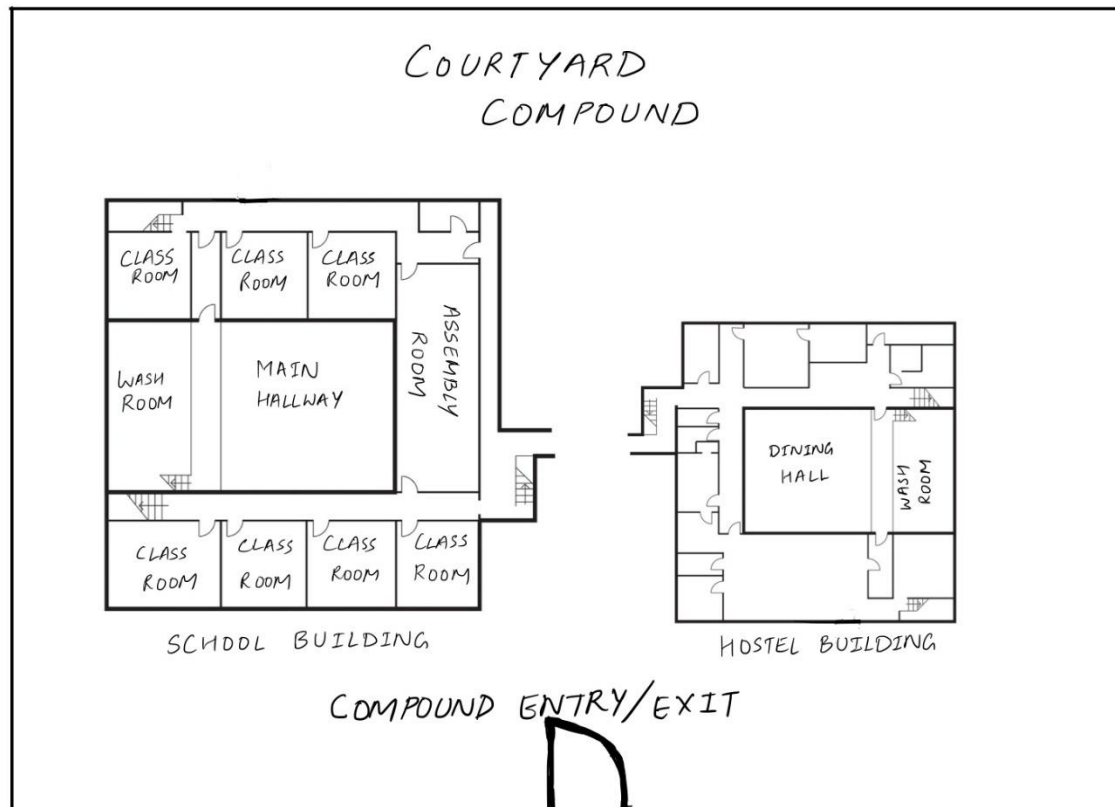 COURTYARD
COMPOUND
CLASS
ROOM
CLASS
ROOM
CLASS
ROOM
ASSEMBLY
ROOM
WASH
ROOM
MAIN
HALLWAY
CLASS
ROOM
CLASS
ROOM
CLASS
ROOM
CLASS
ROOM
SCHOOL BUILDING
DINING
HALL
WASH
ROOM
HOSTEL BUILDING
COMPOUND ENTRY/EXIT